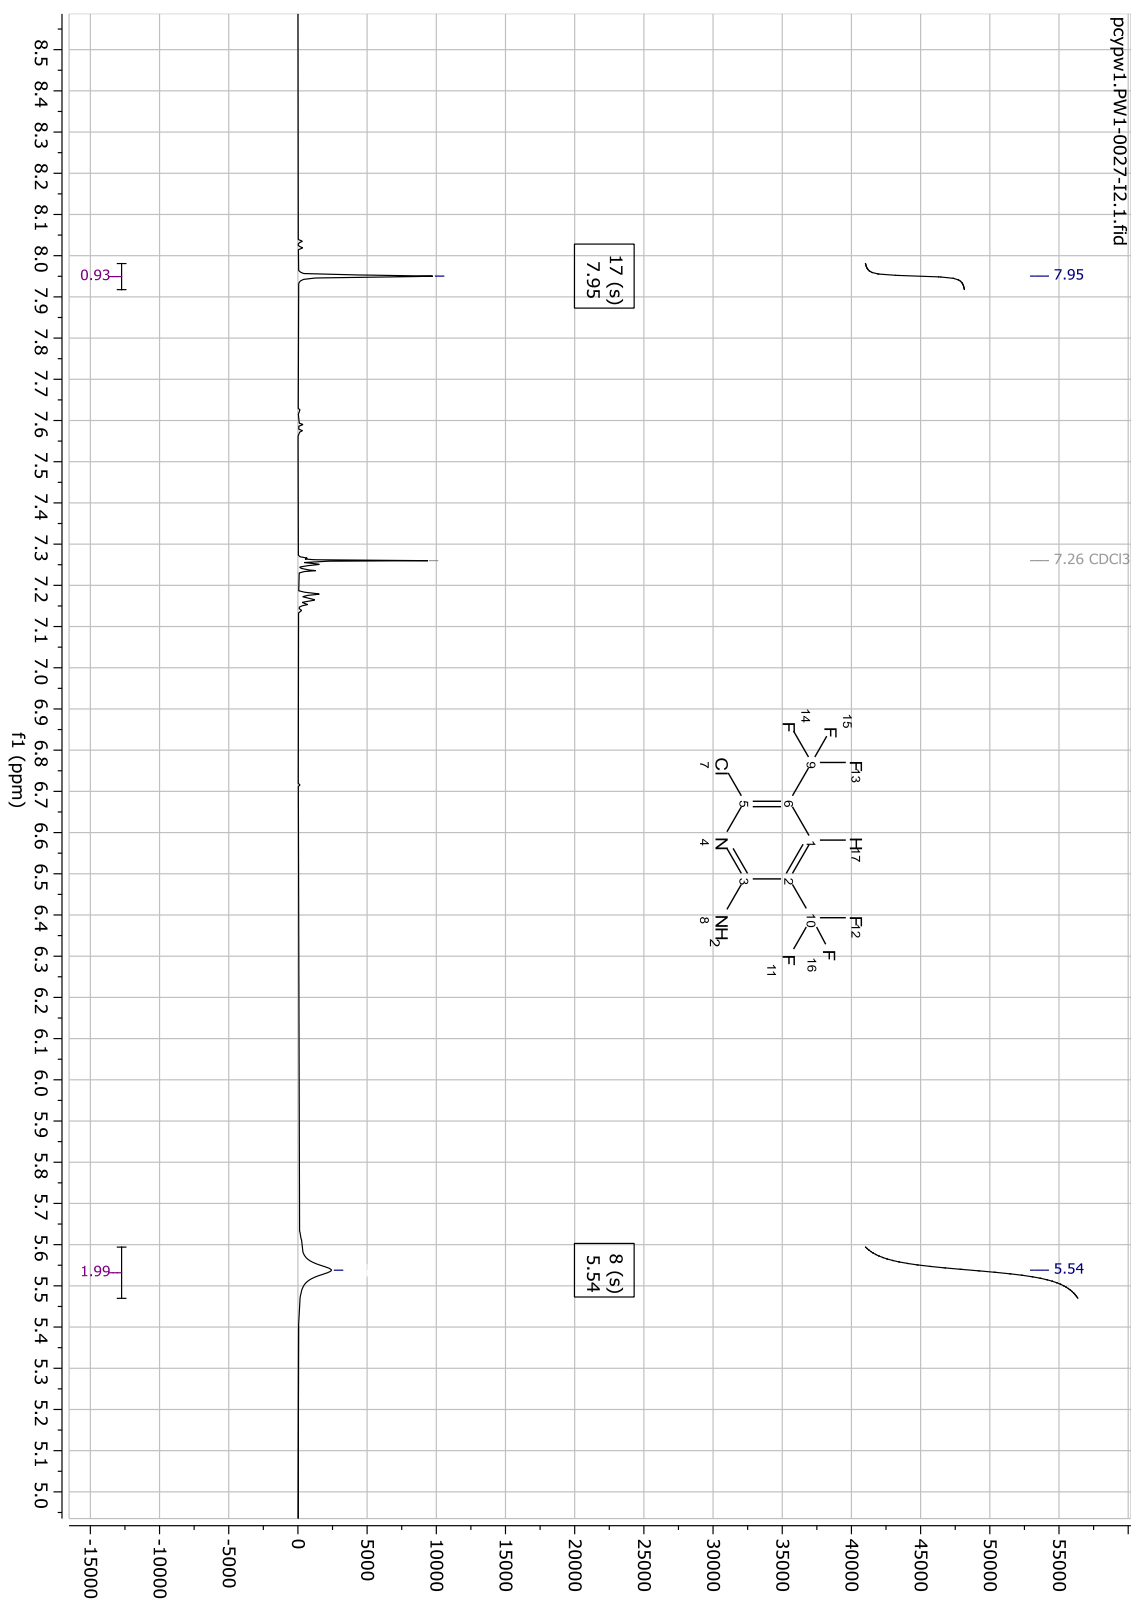 pcypw1.PW1-0027-I2.1.fid
7.95
7.26 CDCl3
5.54
17 (s)
7.95
8 (s)
5.54
14
F
15
F
9
F
13
Cl
7
5
6
N
4
1
H
17
3
2
NH2
8
10
F
12
F
16
F
11
0.93
1.99
55000
50000
45000
40000
35000
30000
25000
20000
15000
10000
5000
0
-5000
-10000
-15000
8.5 8.4 8.3 8.2 8.1 8.0 7.9 7.8 7.7 7.6 7.5 7.4 7.3 7.2 7.1 7.0 6.9 6.8 6.7 6.6 6.5 6.4 6.3 6.2 6.1 6.0 5.9 5.8 5.7 5.6 5.5 5.4 5.3 5.2 5.1 5.0
f1 (ppm)